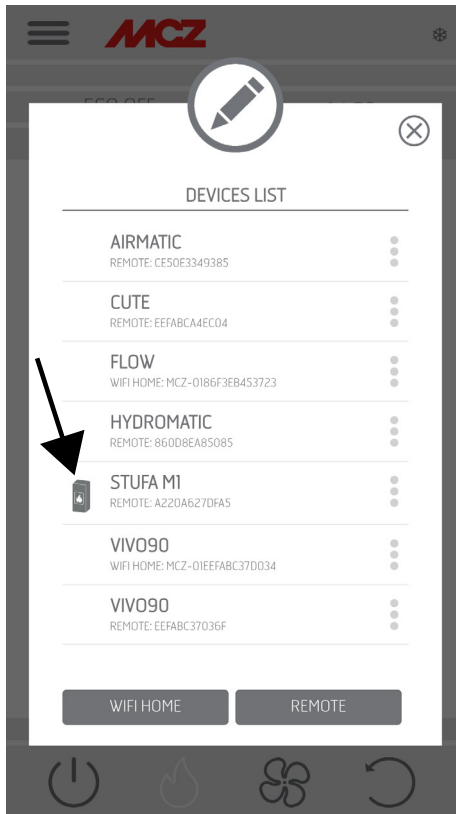 MCZ
DEVICES LIST
AIRMATIC
REMOTE: CE50E3349385
CUTE
REMOTE: EEFABCA4EC04
FLOW
WIFI HOME: MCZ-0186F3EB453723
HYDROMATIC
REMOTE: 860D8EA85085
STUFA M1
REMOTE: A220A627DFA5
VIVO90
WIFI HOME: MCZ-01EEFABC37D034
VIVO90
REMOTE: EEFABC37036F
WIFI HOME
REMOTE